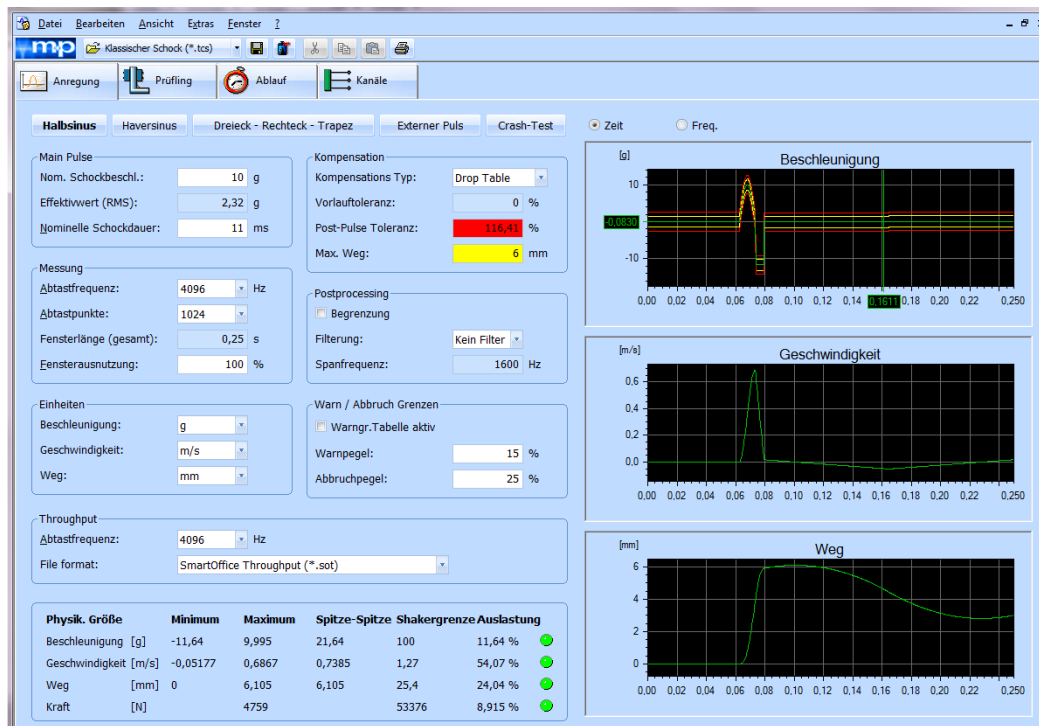 Datei Bearbeiten Ansicht Extras Fenster ?
mp Klassischer Schock (*.tcs)
Anregung Prüfling Ablauf Kanäle
Halbsinus Haversinus Dreieck - Rechteck - Trapez Externer Puls Crash-Test
Main Pulse
Nom. Schockbeschl.: 10 g
Effektivwert (RMS): 2,32 g
Nominelle Schockdauer: 11 ms
Kompensation
Kompensations Typ: Drop Table
Vorlauftoleranz: 0 %
Post-Pulse Toleranz: 116,41 %
Max. Weg: 6 mm
Messung
Abtastfrequenz: 4096 Hz
Abtastpunkte: 1024
Fensterlänge (gesamt): 0,25 s
Fensterausnutzung: 100 %
Postprocessing
Begrenzung
Filterung: Kein Filter
Spanfrequenz: 1600 Hz
Einheiten
Beschleunigung: g
Geschwindigkeit: m/s
Weg: mm
Warn / Abbruch Grenzen
Warngr.Tabelle aktiv
Warnpegel: 15 %
Abbruchpegel: 25 %
Throughput
Abtastfrequenz: 4096 Hz
File format: SmartOffice Throughput (*.sot)
Physik. Größe Minimum Maximum Spitze-Spitze Shakergrenze Auslastung
Beschleunigung [g] -11,64 9,995 21,64 100 11,64 %
Geschwindigkeit [m/s] -0,05177 0,6867 0,7385 1,27 54,07 %
Weg [mm] 0 6,105 6,105 25,4 24,04 %
Kraft [N] 4759 53376 8,915 %
Zeit Freq.
[g] Beschleunigung
10
-0,0830
-10
0,00 0,02 0,04 0,06 0,08 0,10 0,12 0,14 0,1611 0,18 0,20 0,22 0,250
[m/s] Geschwindigkeit
0,6
0,4
0,2
0,0
0,00 0,02 0,04 0,06 0,08 0,10 0,12 0,14 0,16 0,18 0,20 0,22 0,250
[mm] Weg
6
4
2
0
0,00 0,02 0,04 0,06 0,08 0,10 0,12 0,14 0,16 0,18 0,20 0,22 0,250